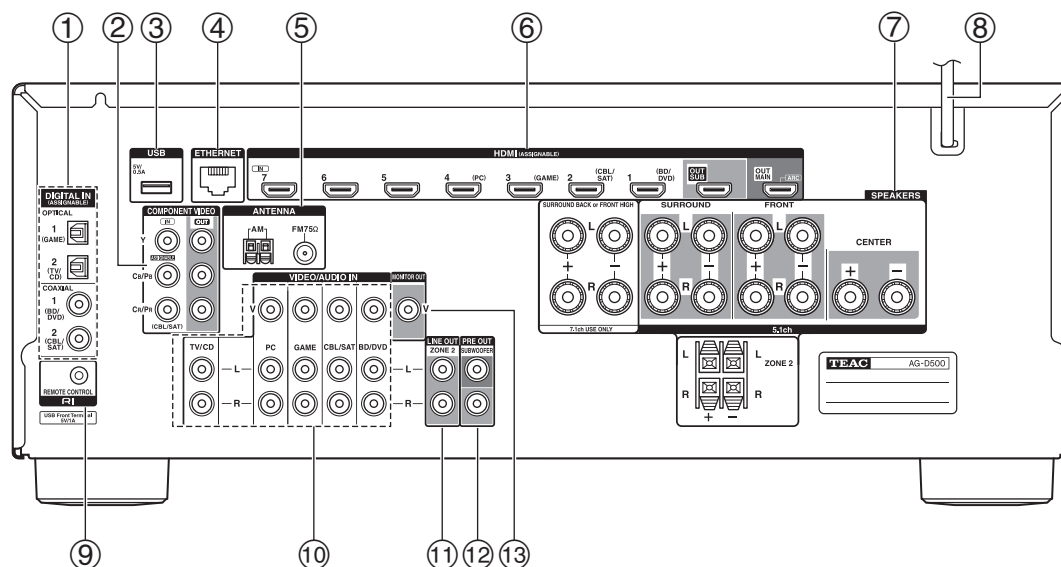 ① ② ③ ④ ⑤ ⑥ ⑦ ⑧
USB
5V/
0.5A
ETHERNET
HDMI (ASSIGNABLE)
IN
7
6
5
4 (PC)
3 (GAME)
2 (CBL/
SAT)
1 (BD/
DVD)
OUT
SUB
OUT
MAIN
ARC
DIGITAL IN
(ASSIGNABLE)
OPTICAL
1
(GAME)
2
(TV/
CD)
COAXIAL
1
(BD/
DVD)
2
(CBL/
SAT)
REMOTE CONTROL
RI
USB Front Terminal
5V/1A
COMPONENT VIDEO
IN
OUT
Y
ASSIGNABLE
CB/PB
CR/PR
(CBL/SAT)
ANTENNA
AM
FM75Ω
VIDEO/AUDIO IN
MONITOR OUT
V
V
TV/CD
PC
GAME
CBL/SAT
BD/DVD
L
L
R
R
LINE OUT
ZONE 2
PRE OUT
SUBWOOFER
SPEAKERS
SURROUND BACK or FRONT HIGH
L
+ −
R
7.1ch USE ONLY
SURROUND
L
+ −
R
FRONT
L
+ −
R
CENTER
+ −
5.1ch
L
L
ZONE 2
R
R
+ −
TEAC
AG-D500
⑨ ⑩ ⑪ ⑫ ⑬